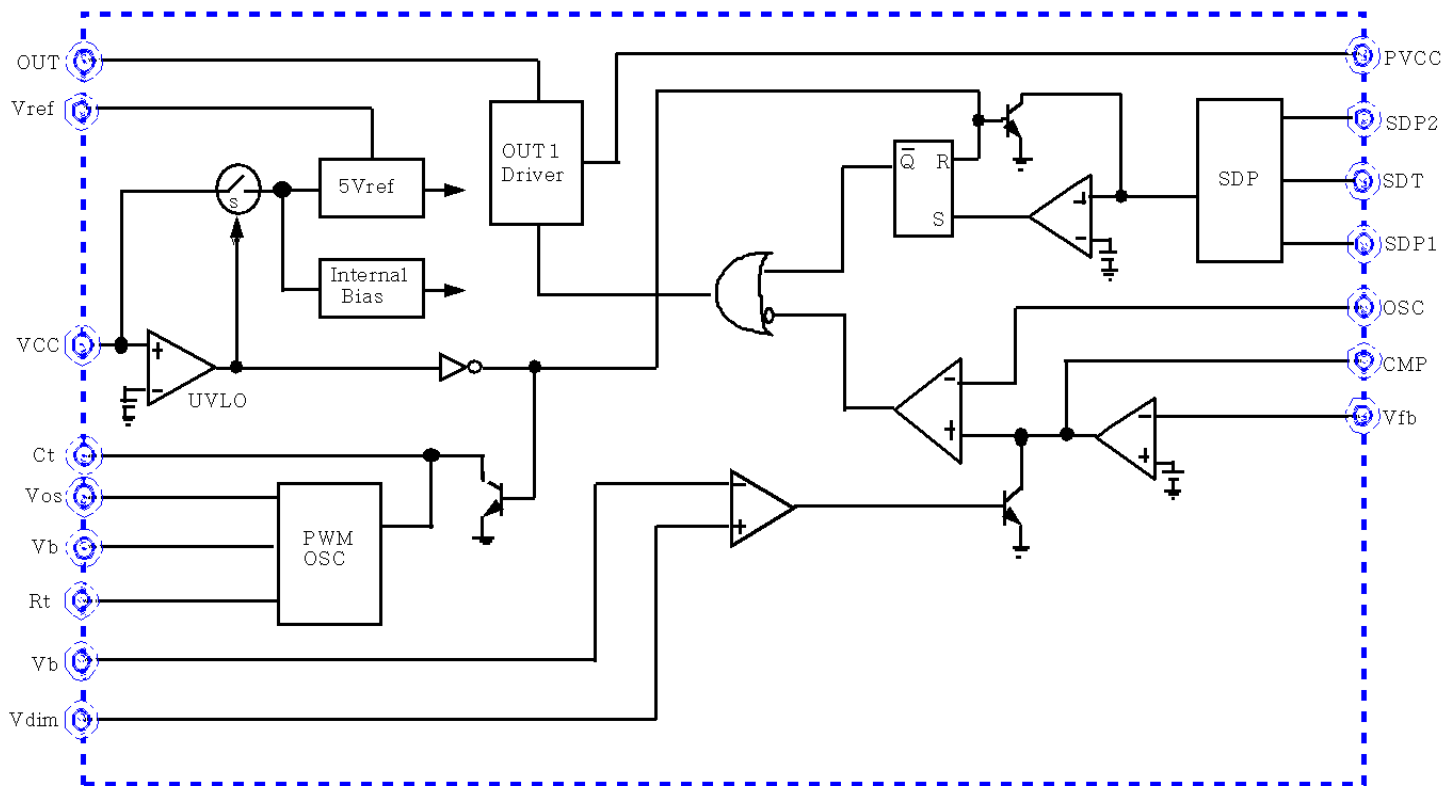 OUT
PVCC
Vref
SDP2
OUT1
Driver
Q R
S
5Vref
SDP
SDT
S
SDP1
Internal
Bias
OSC
VCC
+
-
UVLO
+
-
-
+
CMP
Vfb
-
+
Ct
Vos
Vb
Rt
PWM
OSC
-
+
Vb
Vdim